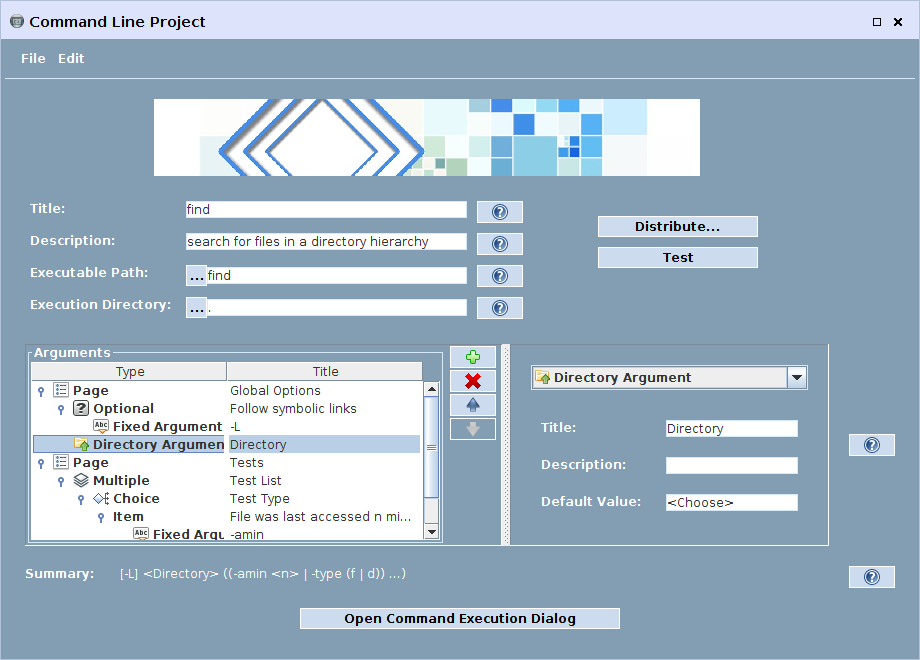 Command Line Project
File Edit
Title: find
Description: search for files in a directory hierarchy
Executable Path: ... find
Execution Directory: ... .
Distribute...
Test
Arguments
Type Title
Page Global Options
Optional Follow symbolic links
Abc Fixed Argument -L
Directory Argumen Directory
Page Tests
Multiple Test List
Choice Test Type
Item File was last accessed n mi...
Abc Fixed Argu -amin
Directory Argument
Title: Directory
Description:
Default Value: <Choose>
Summary: [-L] <Directory> ((-amin <n> | -type (f | d)) ...)
Open Command Execution Dialog